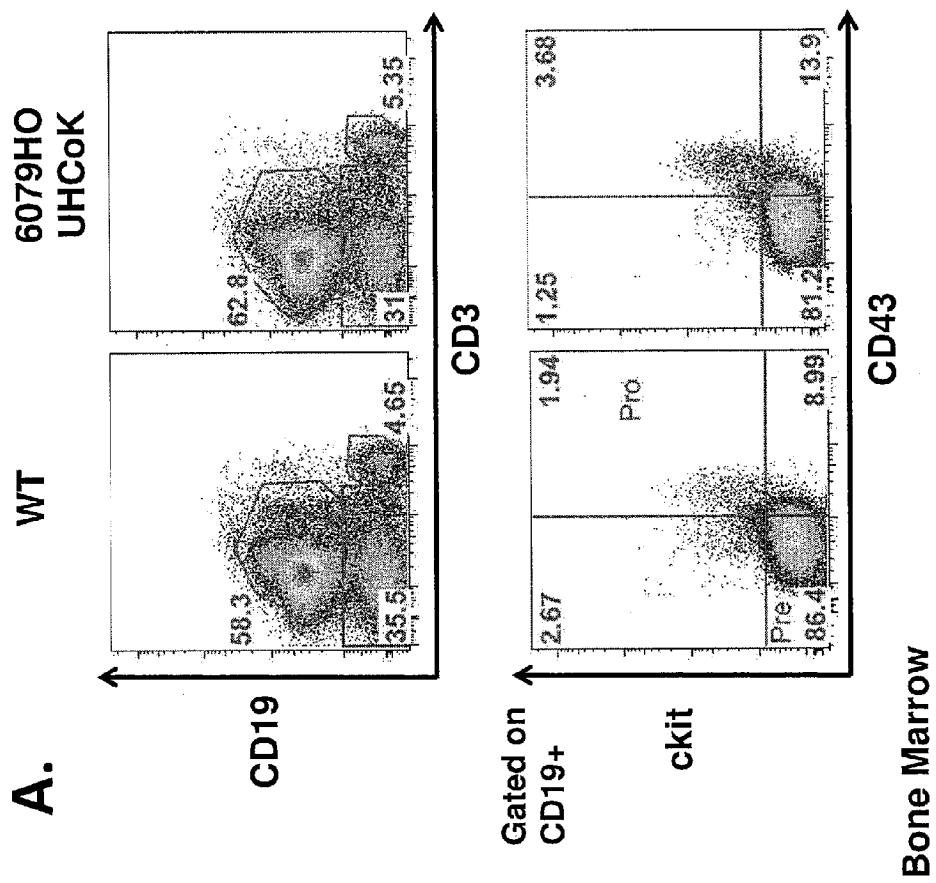 A.
WT
6079HO
UHCoK
CD19
58.3
35.5
4.65
62.8
31
5.35
CD3
Gated on
CD19+
ckit
2.67
1.94
Pro
Pre
86.4
8.99
1.25
3.68
81.2
13.9
CD43
Bone Marrow